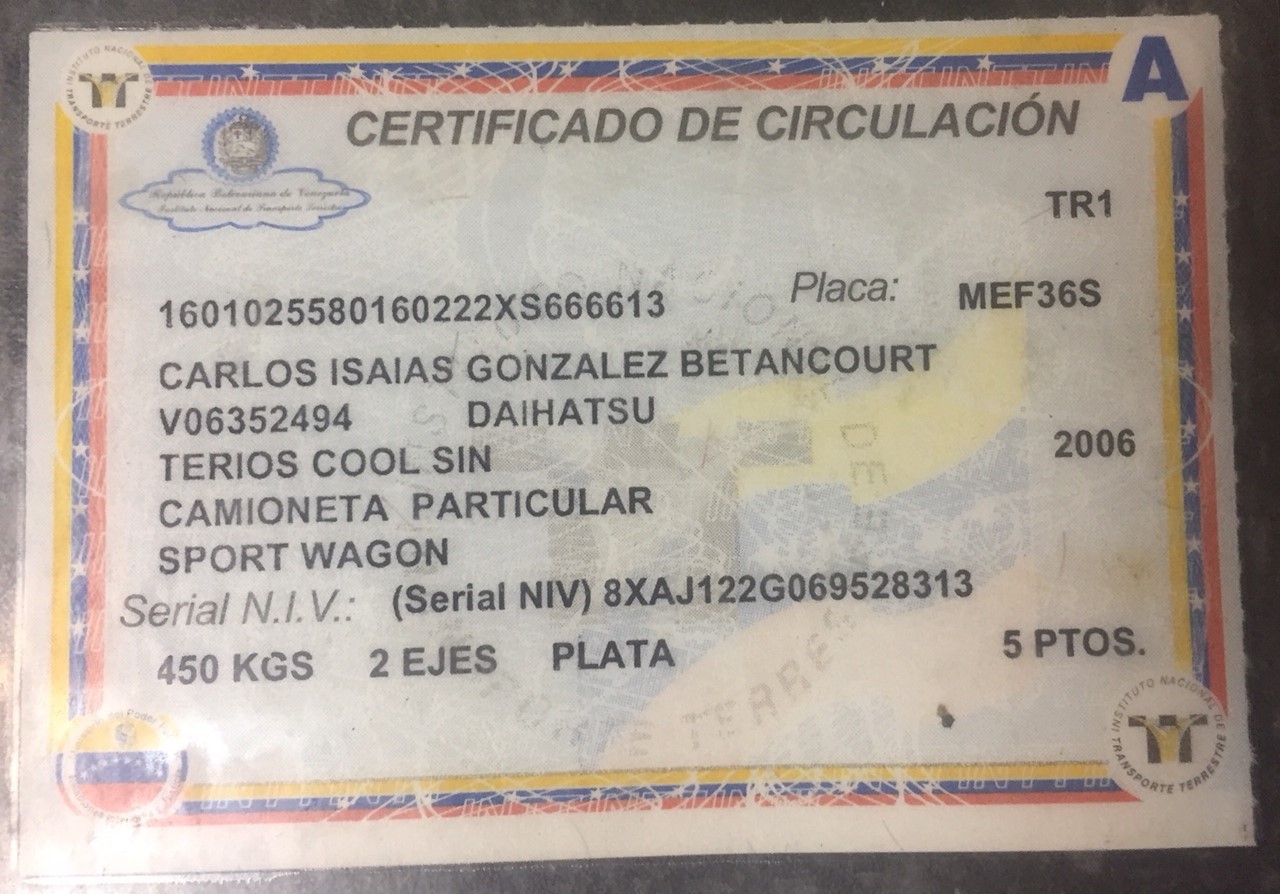 INSTITUTO NACIONAL DE TRANSPORTE TERRESTRE
A
CERTIFICADO DE CIRCULACIÓN
República Bolivariana de Venezuela
Instituto Nacional de Transporte Terrestre
TR1
1601025580160222XS666613 Placa: MEF36S
CARLOS ISAIAS GONZALEZ BETANCOURT
V06352494 DAIHATSU
TERIOS COOL SIN 2006
CAMIONETA PARTICULAR
SPORT WAGON
Serial N.I.V.: (Serial NIV) 8XAJ122G069528313
450 KGS 2 EJES PLATA 5 PTOS.
INSTITUTO NACIONAL DE TRANSPORTE TERRESTRE